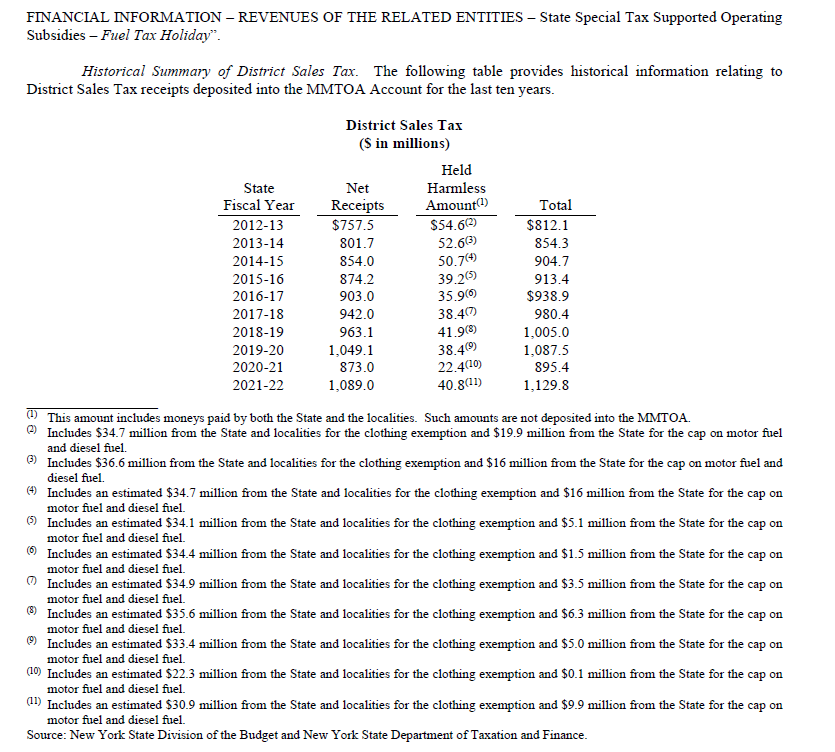 FINANCIAL INFORMATION – REVENUES OF THE RELATED ENTITIES – State Special Tax Supported Operating
Subsidies – Fuel Tax Holiday”.
Historical Summary of District Sales Tax. The following table provides historical information relating to
District Sales Tax receipts deposited into the MMTOA Account for the last ten years.
District Sales Tax
($ in millions)
Held
State Net Harmless
Fiscal Year Receipts Amount(1) Total
2012-13 $757.5 $54.6(2) $812.1
2013-14 801.7 52.6(3) 854.3
2014-15 854.0 50.7(4) 904.7
2015-16 874.2 39.2(5) 913.4
2016-17 903.0 35.9(6) $938.9
2017-18 942.0 38.4(7) 980.4
2018-19 963.1 41.9(8) 1,005.0
2019-20 1,049.1 38.4(9) 1,087.5
2020-21 873.0 22.4(10) 895.4
2021-22 1,089.0 40.8(11) 1,129.8
(1) This amount includes moneys paid by both the State and the localities. Such amounts are not deposited into the MMTOA.
(2) Includes $34.7 million from the State and localities for the clothing exemption and $19.9 million from the State for the cap on motor fuel
and diesel fuel.
(3) Includes $36.6 million from the State and localities for the clothing exemption and $16 million from the State for the cap on motor fuel and
diesel fuel.
(4) Includes an estimated $34.7 million from the State and localities for the clothing exemption and $16 million from the State for the cap on
motor fuel and diesel fuel.
(5) Includes an estimated $34.1 million from the State and localities for the clothing exemption and $5.1 million from the State for the cap on
motor fuel and diesel fuel.
(6) Includes an estimated $34.4 million from the State and localities for the clothing exemption and $1.5 million from the State for the cap on
motor fuel and diesel fuel.
(7) Includes an estimated $34.9 million from the State and localities for the clothing exemption and $3.5 million from the State for the cap on
motor fuel and diesel fuel.
(8) Includes an estimated $35.6 million from the State and localities for the clothing exemption and $6.3 million from the State for the cap on
motor fuel and diesel fuel.
(9) Includes an estimated $33.4 million from the State and localities for the clothing exemption and $5.0 million from the State for the cap on
motor fuel and diesel fuel.
(10) Includes an estimated $22.3 million from the State and localities for the clothing exemption and $0.1 million from the State for the cap on
motor fuel and diesel fuel.
(11) Includes an estimated $30.9 million from the State and localities for the clothing exemption and $9.9 million from the State for the cap on
motor fuel and diesel fuel.
Source: New York State Division of the Budget and New York State Department of Taxation and Finance.